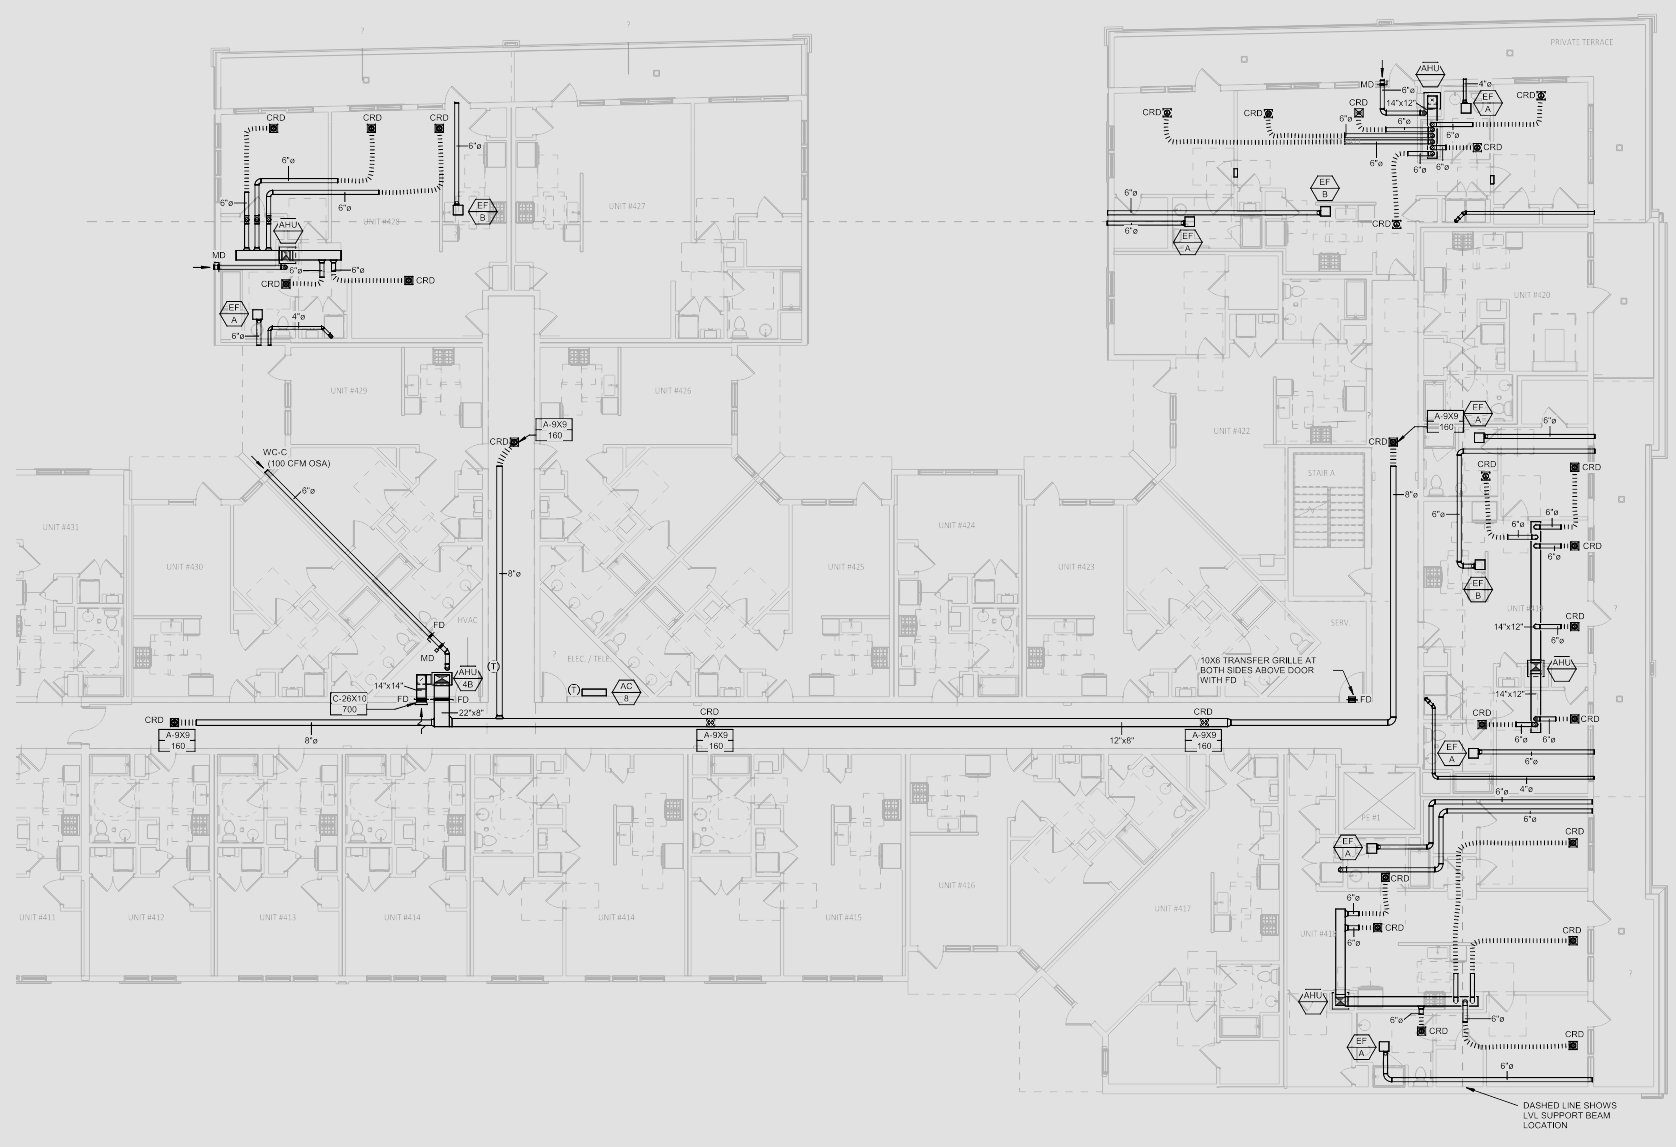 ?
?
PRIVATE TERRACE
AHU
MD
6"ø
14"x12"
4"ø
EF
A
CRD
CRD
CRD
CRD
6"ø
6"ø
6"ø
6"ø
CRD
6"ø
6"ø
CRD
CRD
CRD
CRD
6"ø
6"ø
6"ø
6"ø
AHU
UNIT #428
EF
B
UNIT #427
MD
6"ø
6"ø
CRD
CRD
EF
A
4"ø
6"ø
EF
B
6"ø
6"ø
EF
A
UNIT #420
UNIT #429
UNIT #426
UNIT #422
A-9X9
160
CRD
A-9X9
160
CRD
EF
A
6"ø
WC-C
(100 CFM OSA)
6"ø
STAIR A
8"ø
CRD
CRD
6"ø
6"ø
6"ø
6"ø
CRD
EF
B
UNIT #431
UNIT #430
UNIT #425
UNIT #424
UNIT #423
8"ø
HVAC
FD
MD
(T)
ELEC. / TELE.
?
SERV.
14"x12"
CRD
6"ø
?
AHU
14"x12"
CRD
CRD
6"ø
6"ø
10X6 TRANSFER GRILLE AT
BOTH SIDES ABOVE DOOR
WITH FD
FD
14"x14"
AHU
4B
C-26X10
700
FD
FD
22"x8"
(T)
AC
8
CRD
A-9X9
160
8"ø
CRD
A-9X9
160
12"x8"
CRD
A-9X9
160
EF
A
6"ø
4"ø
6"ø
6"ø
PE #1
EF
A
CRD
CRD
6"ø
CRD
6"ø
UNIT #411
UNIT #412
UNIT #413
UNIT #414
UNIT #414
UNIT #415
UNIT #416
UNIT #417
CRD
?
AHU
6"ø
CRD
6"ø
CRD
EF
A
6"ø
DASHED LINE SHOWS
LVL SUPPORT BEAM
LOCATION